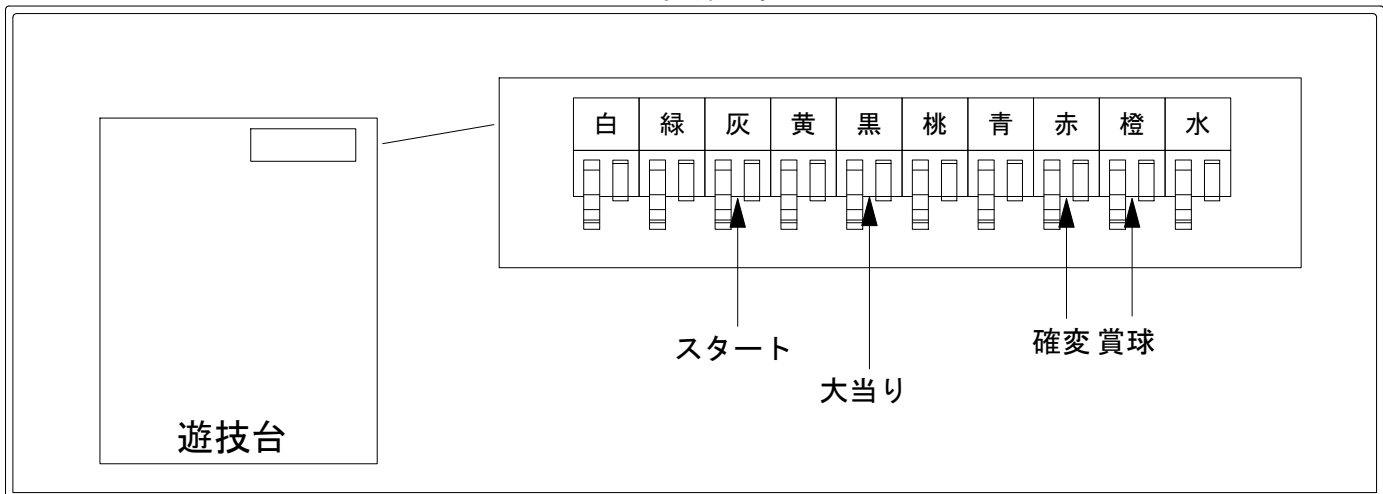 白 緑 灰 黄 黒 桃 青 赤 橙 水
スタート
確変 賞球
大当り
遊技台